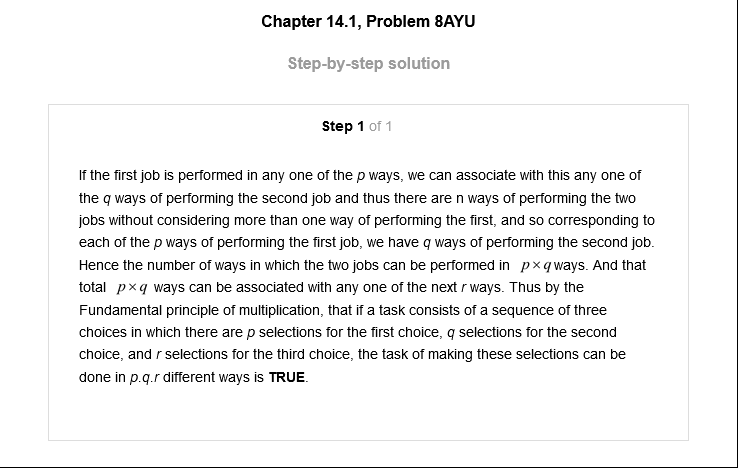 Chapter 14.1, Problem 8AYU
Step-by-step solution
Step 1 of 1
If the first job is performed in any one of the p ways, we can associate with this any one of
the q ways of performing the second job and thus there are n ways of performing the two
jobs without considering more than one way of performing the first, and so corresponding to
each of the p ways of performing the first job, we have q ways of performing the second job.
Hence the number of ways in which the two jobs can be performed in p×q ways. And that
total p×q ways can be associated with any one of the next r ways. Thus by the
Fundamental principle of multiplication, that if a task consists of a sequence of three
choices in which there are p selections for the first choice, q selections for the second
choice, and r selections for the third choice, the task of making these selections can be
done in p.q.r different ways is TRUE.